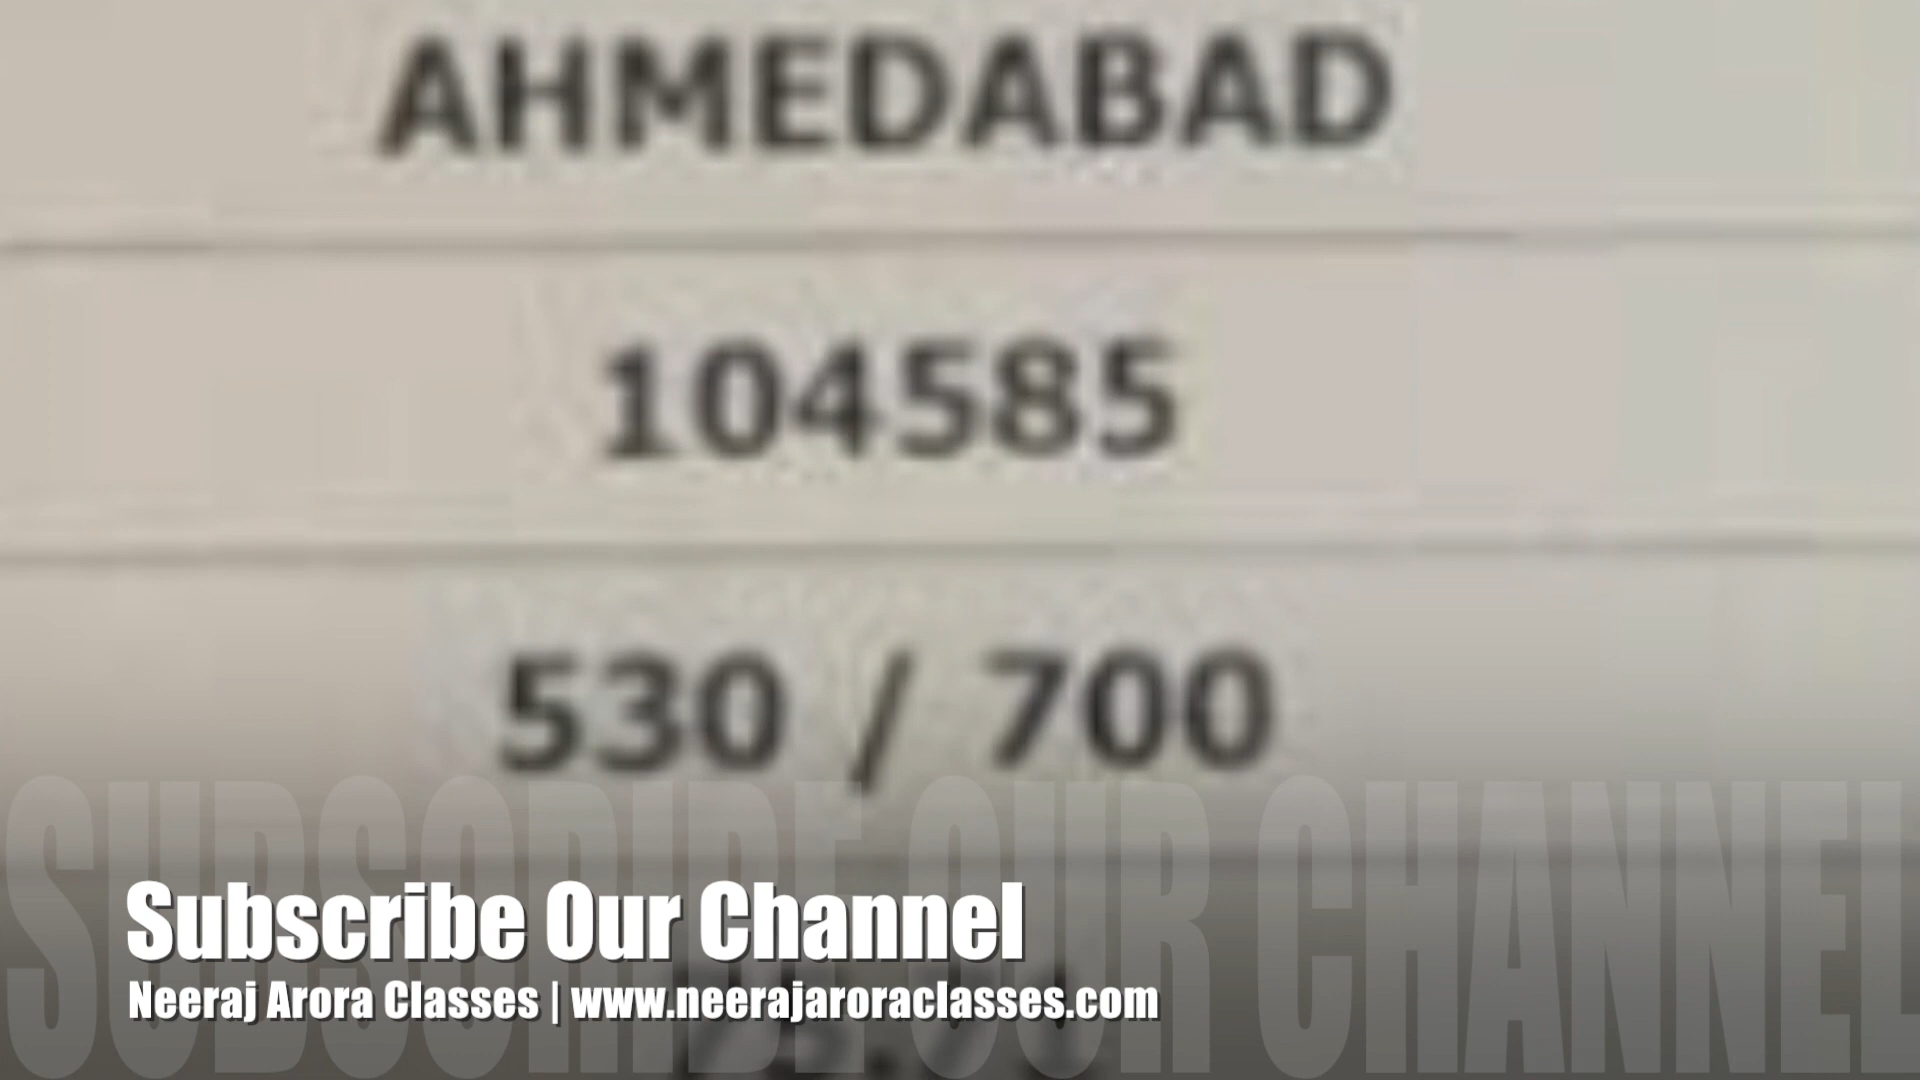 AHMEDABAD
104585
530 / 700
SUBSCRIBE OUR CHANNEL
Subscribe Our Channel
Neeraj Arora Classes | www.neerajaroraclasses.com